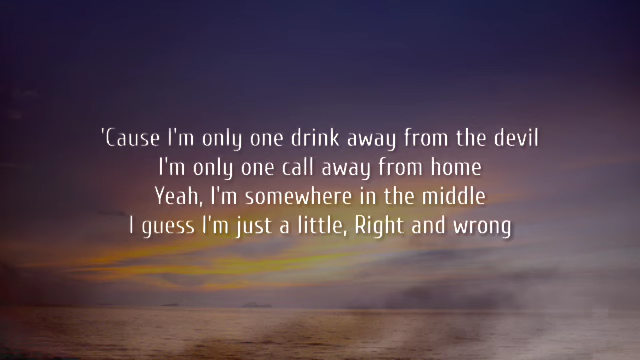 'Cause I'm only one drink away from the devil
I'm only one call away from home
Yeah, I'm somewhere in the middle
I guess I'm just a little, Right and wrong